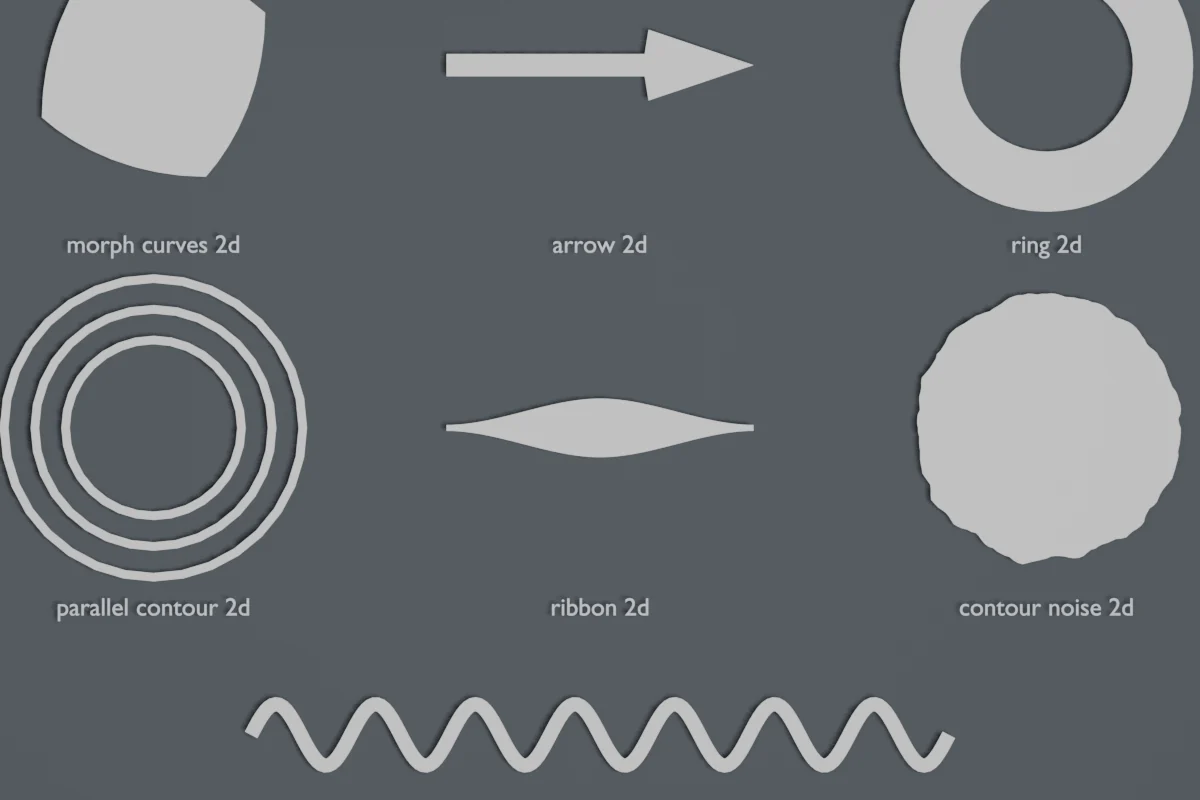 morph curves 2d
arrow 2d
ring 2d
parallel contour 2d
ribbon 2d
contour noise 2d